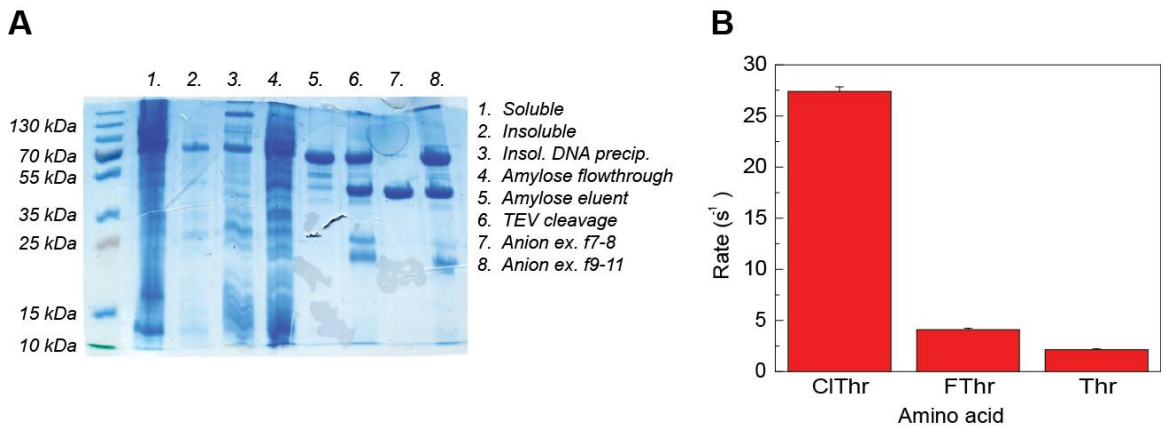 A
1. 2. 3. 4. 5. 6. 7. 8.
130 kDa
70 kDa
55 kDa
35 kDa
25 kDa
15 kDa
10 kDa
1. Soluble
2. Insoluble
3. Insol. DNA precip.
4. Amylose flowthrough
5. Amylose eluent
6. TEV cleavage
7. Anion ex. f7-8
8. Anion ex. f9-11
B
30
25
20
15
10
5
0
Rate (s⁻¹)
ClThr FThr Thr
Amino acid